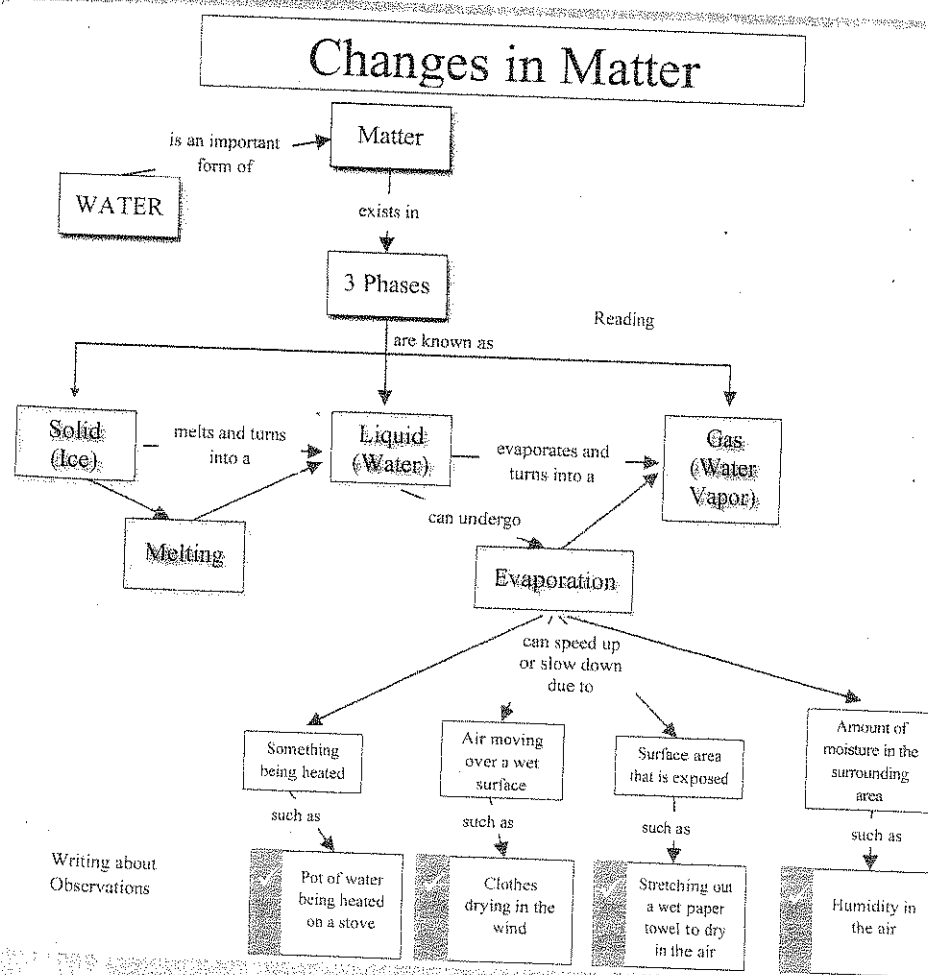 Changes in Matter
is an important
form of
Matter
WATER
exists in
3 Phases
Reading
are known as
Solid
(Ice)
melts and turns
into a
Liquid
(Water)
evaporates and
turns into a
Gas
(Water
Vapor)
can undergo
Melting
Evaporation
can speed up
or slow down
due to
Something
being heated
Air moving
over a wet
surface
Surface area
that is exposed
Amount of
moisture in the
surrounding
area
such as
such as
such as
such as
Writing about
Observations
Pot of water
being heated
on a stove
Clothes
drying in the
wind
Stretching out
a wet paper
towel to dry
in the air
Humidity in
the air